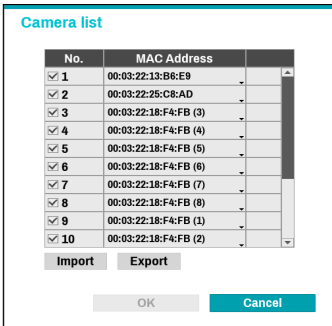 Camera list
No. MAC Address
1 00:03:22:13:B6:E9
2 00:03:22:25:C8:AD
3 00:03:22:18:F4:FB (3)
4 00:03:22:18:F4:FB (4)
5 00:03:22:18:F4:FB (5)
6 00:03:22:18:F4:FB (6)
7 00:03:22:18:F4:FB (7)
8 00:03:22:18:F4:FB (8)
9 00:03:22:18:F4:FB (1)
10 00:03:22:18:F4:FB (2)
Import Export
OK Cancel